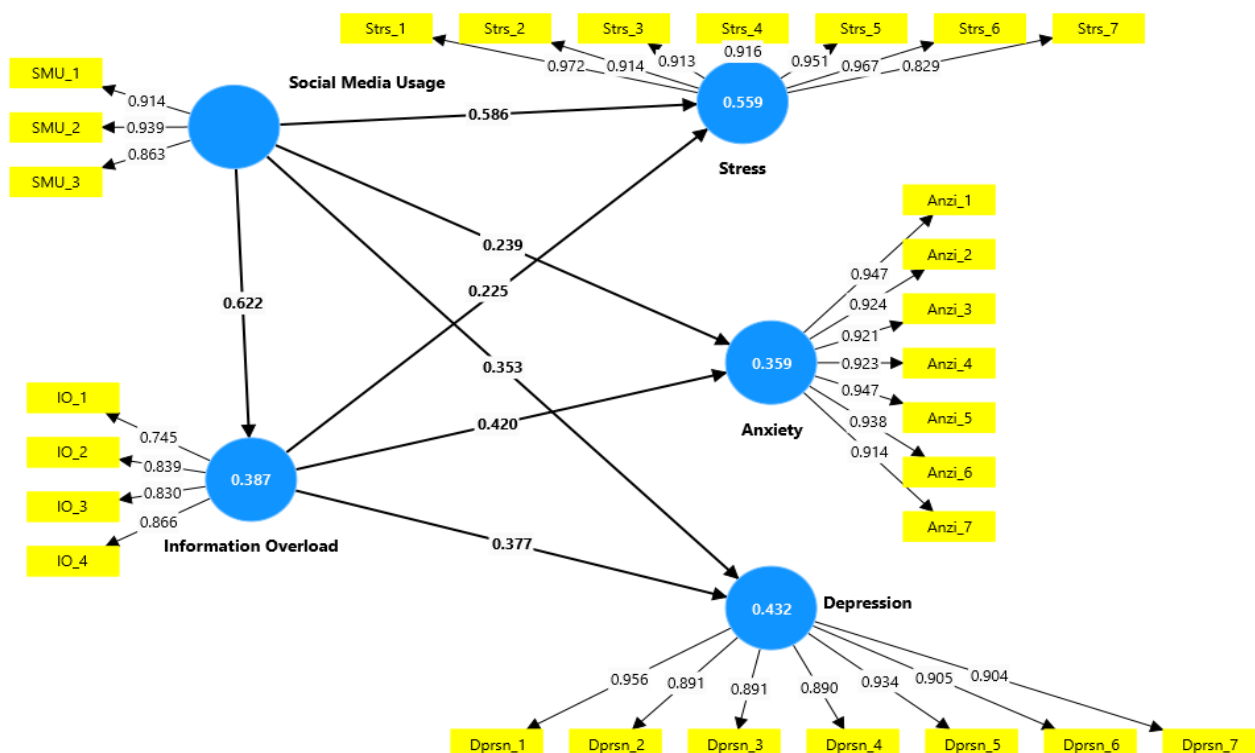 Strs_1
Strs_2
Strs_3
Strs_4
Strs_5
Strs_6
Strs_7
0.972
0.914
0.913
0.916
0.951
0.967
0.829
SMU_1
SMU_2
SMU_3
0.914
0.939
0.863
Social Media Usage
0.586
0.559
Stress
0.239
0.225
0.622
0.353
Anzi_1
Anzi_2
Anzi_3
Anzi_4
Anzi_5
Anzi_6
Anzi_7
0.947
0.924
0.921
0.923
0.947
0.938
0.914
0.359
Anxiety
0.420
IO_1
IO_2
IO_3
IO_4
0.745
0.839
0.830
0.866
0.387
Information Overload
0.377
0.432
Depression
0.956
0.891
0.891
0.890
0.934
0.905
0.904
Dprsn_1
Dprsn_2
Dprsn_3
Dprsn_4
Dprsn_5
Dprsn_6
Dprsn_7